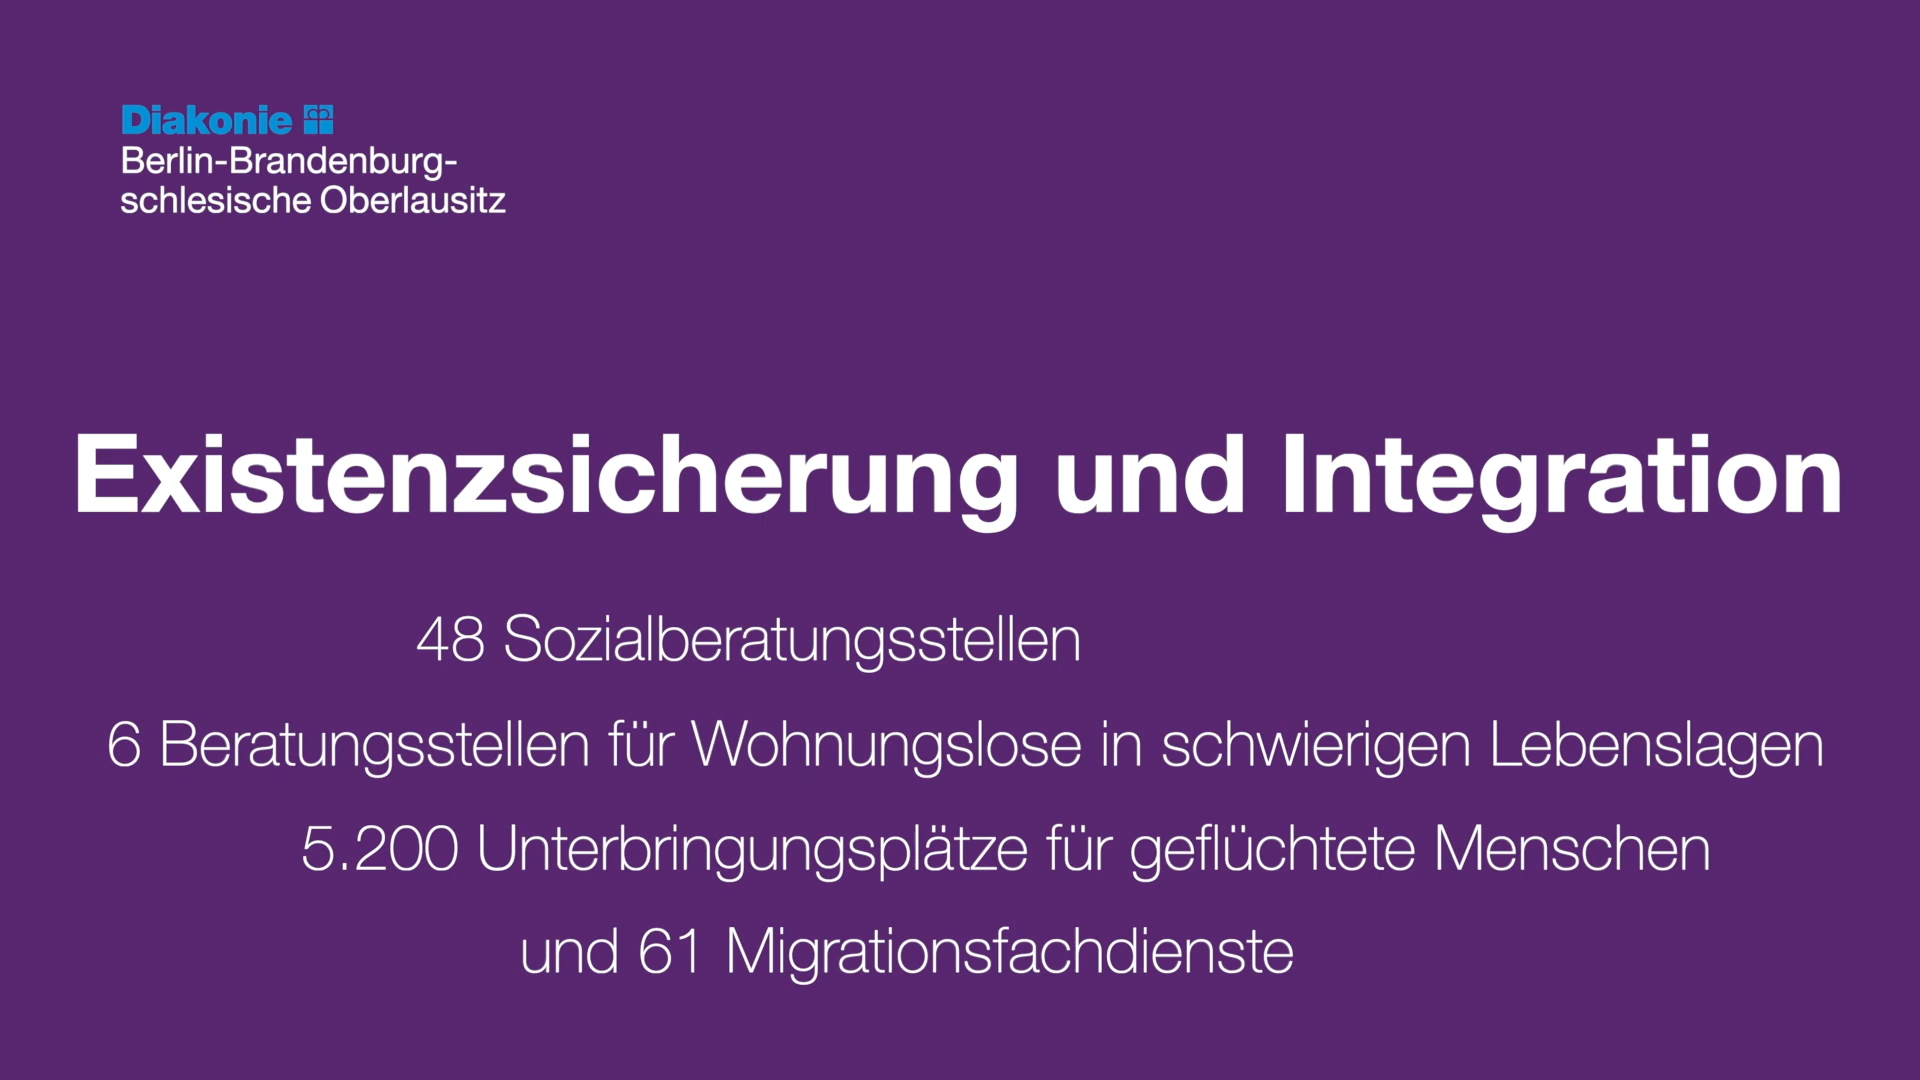 Diakonie
Berlin-Brandenburg-
schlesische Oberlausitz
Existenzsicherung und Integration
48 Sozialberatungsstellen
6 Beratungsstellen für Wohnungslose in schwierigen Lebenslagen
5.200 Unterbringungsplätze für geflüchtete Menschen
und 61 Migrationsfachdienste